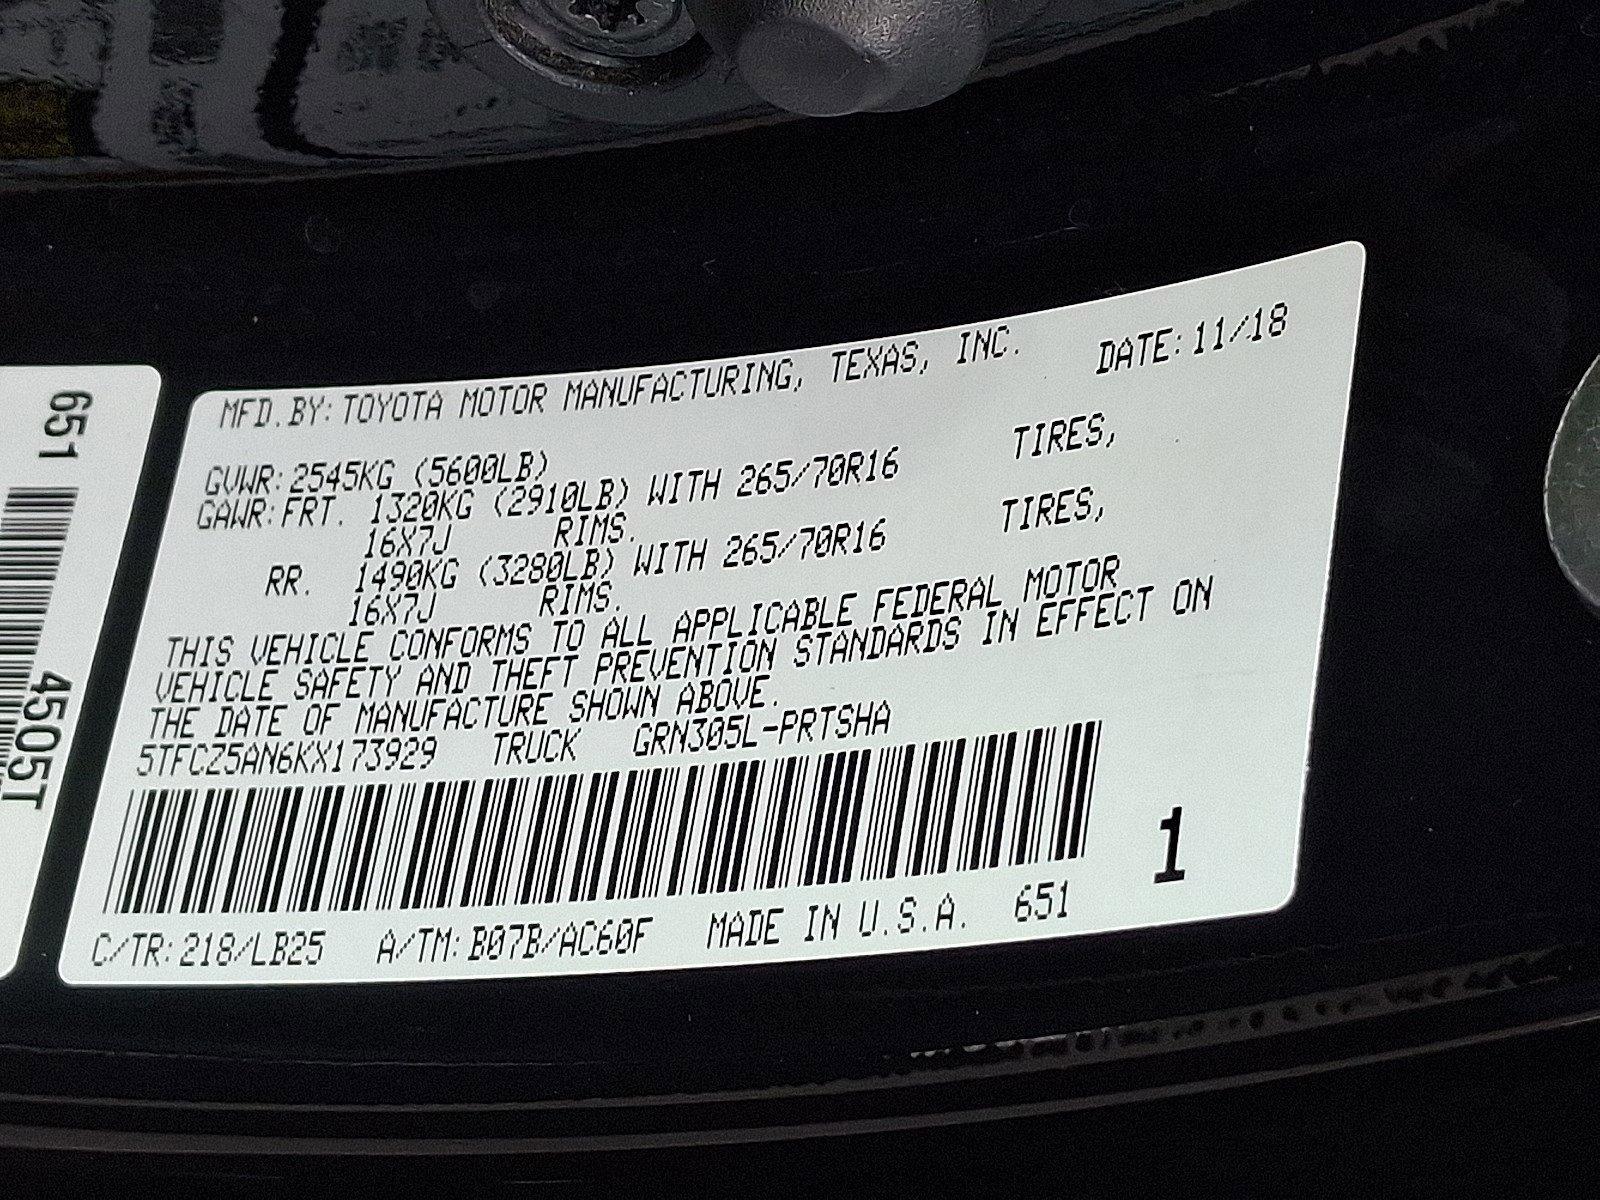 MFD.BY:TOYOTA MOTOR MANUFACTURING, TEXAS, INC. DATE:11/18
GVWR:2545KG (5600LB)
GAWR:FRT. 1320KG (2910LB) WITH 265/70R16 TIRES,
16X7J RIMS.
RR. 1490KG (3280LB) WITH 265/70R16 TIRES,
16X7J RIMS.
THIS VEHICLE CONFORMS TO ALL APPLICABLE FEDERAL MOTOR
VEHICLE SAFETY AND THEFT PREVENTION STANDARDS IN EFFECT ON
THE DATE OF MANUFACTURE SHOWN ABOVE.
5TFCZ5AN6KX173929 TRUCK GRN305L-PRTSHA
1
C/TR:218/LB25 A/TM:B07B/AC60F MADE IN U.S.A. 651
651
4505T